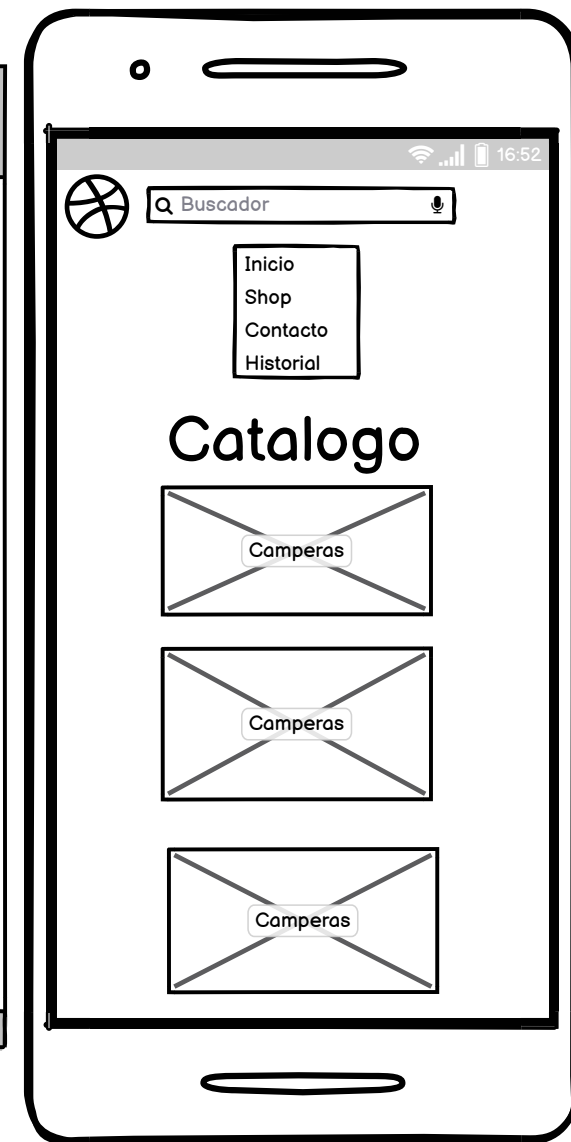 16:52
Buscador
Inicio
Shop
Contacto
Historial
Catalogo
Camperas
Camperas
Camperas